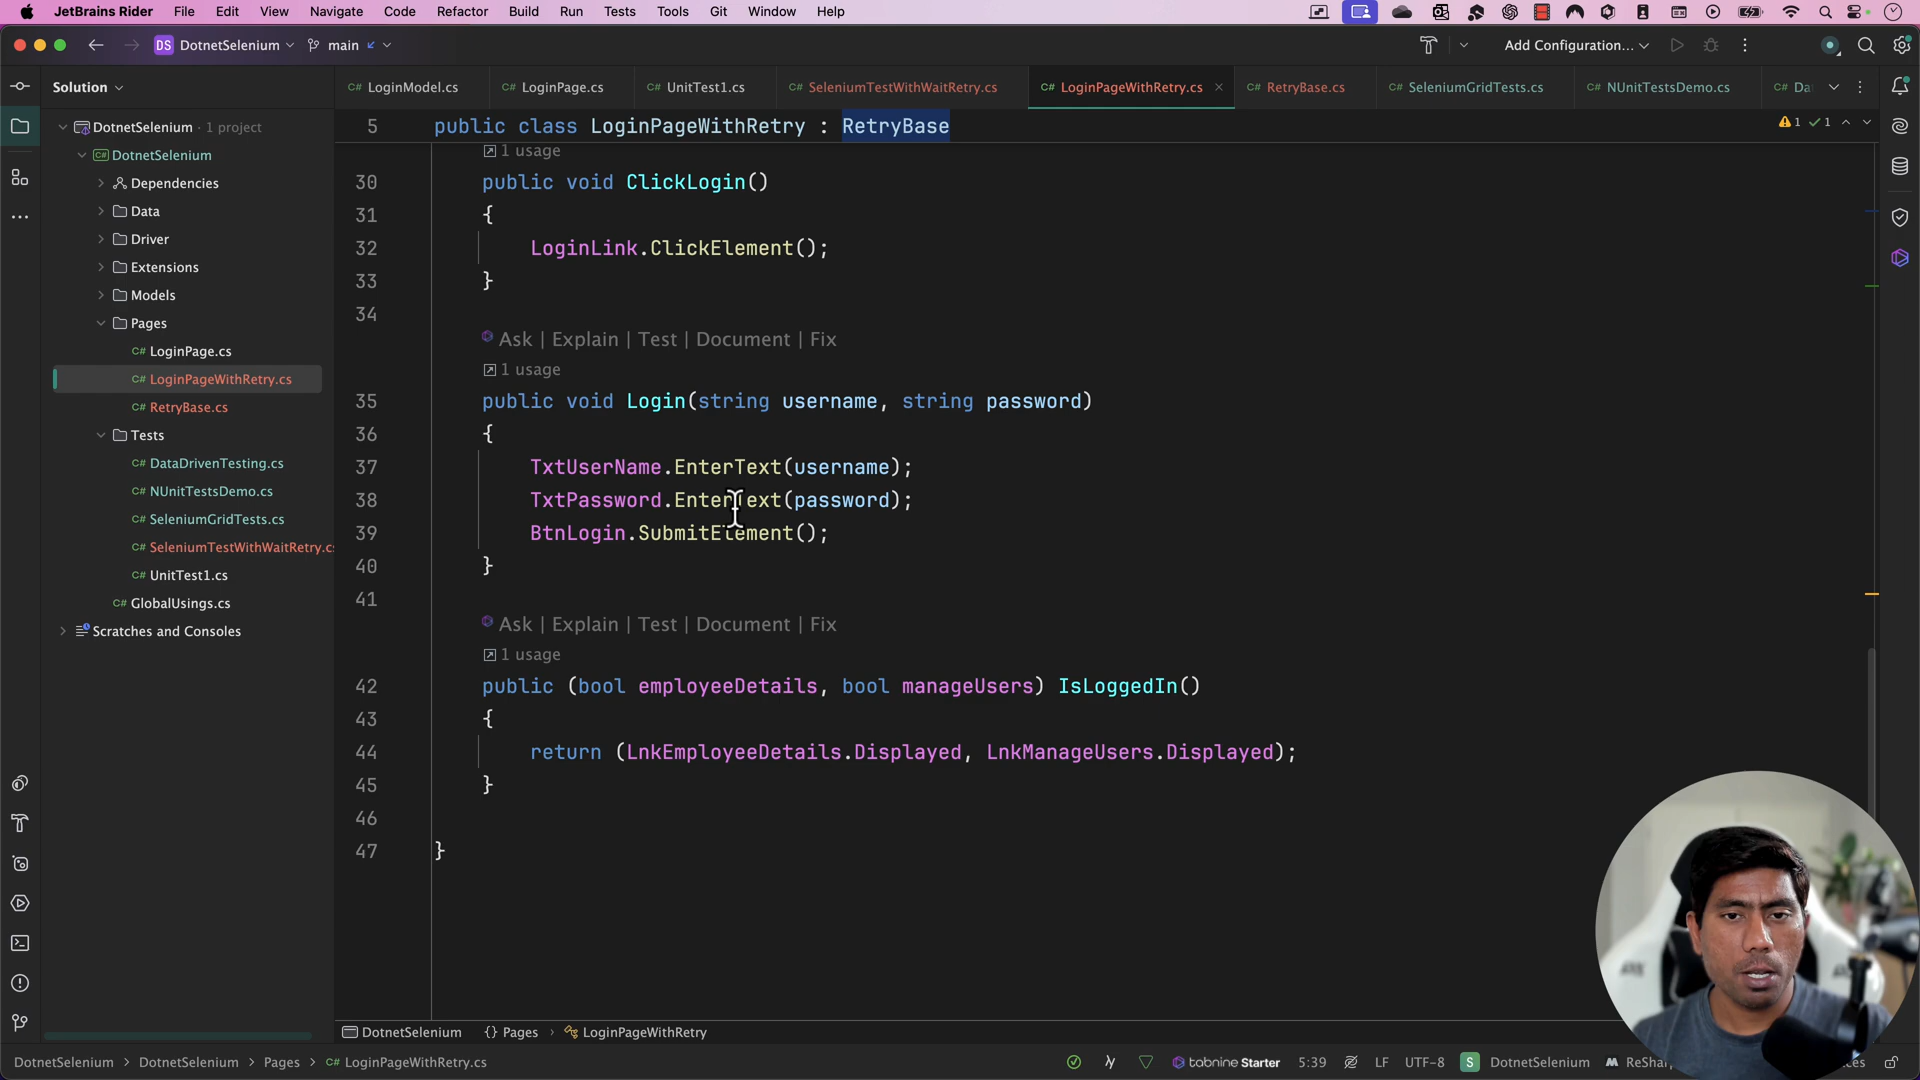 JetBrains Rider File Edit View Navigate Code Refactor Build Run Tests Tools Git Window Help
DS DotnetSelenium main Add Configuration...
Solution
C# LoginModel.cs C# LoginPage.cs C# UnitTest1.cs C# SeleniumTestWithWaitRetry.cs C# LoginPageWithRetry.cs C# RetryBase.cs C# SeleniumGridTests.cs C# NUnitTestsDemo.cs C# Da
DotnetSelenium · 1 project
DotnetSelenium
Dependencies
Data
Driver
Extensions
Models
Pages
C# LoginPage.cs
C# LoginPageWithRetry.cs
C# RetryBase.cs
Tests
C# DataDrivenTesting.cs
C# NUnitTestsDemo.cs
C# SeleniumGridTests.cs
C# SeleniumTestWithWaitRetry.c
C# UnitTest1.cs
C# GlobalUsings.cs
Scratches and Consoles
5 public class LoginPageWithRetry : RetryBase
1 1
1 usage
30 public void ClickLogin()
31 {
32 LoginLink.ClickElement();
33 }
34
Ask | Explain | Test | Document | Fix
1 usage
35 public void Login(string username, string password)
36 {
37 TxtUserName.EnterText(username);
38 TxtPassword.EnterText(password);
39 BtnLogin.SubmitElement();
40 }
41
Ask | Explain | Test | Document | Fix
1 usage
42 public (bool employeeDetails, bool manageUsers) IsLoggedIn()
43 {
44 return (LnkEmployeeDetails.Displayed, LnkManageUsers.Displayed);
45 }
46
47 }
DotnetSelenium {} Pages › LoginPageWithRetry
DotnetSelenium › DotnetSelenium › Pages › C# LoginPageWithRetry.cs
tabnine Starter 5:39 LF UTF-8 S DotnetSelenium